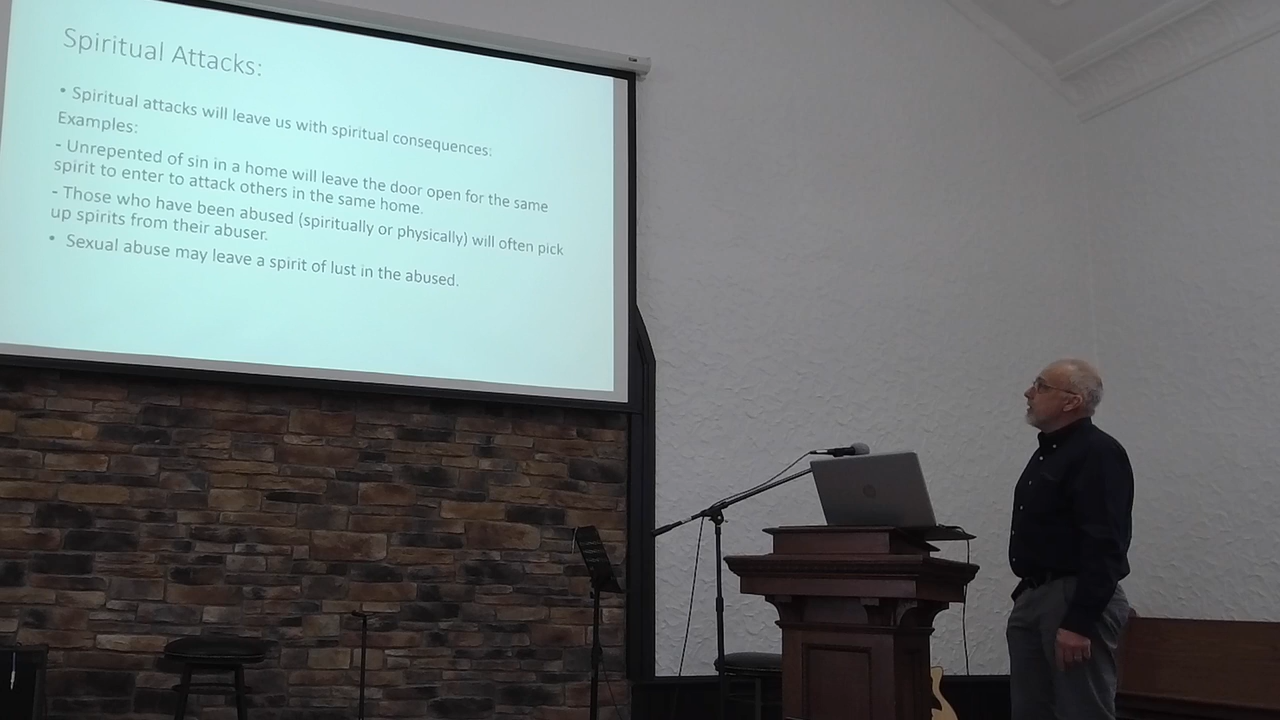 Spiritual Attacks:
• Spiritual attacks will leave us with spiritual consequences:
Examples:
- Unrepented of sin in a home will leave the door open for the same
spirit to enter to attack others in the same home.
- Those who have been abused (spiritually or physically) will often pick
up spirits from their abuser.
• Sexual abuse may leave a spirit of lust in the abused.